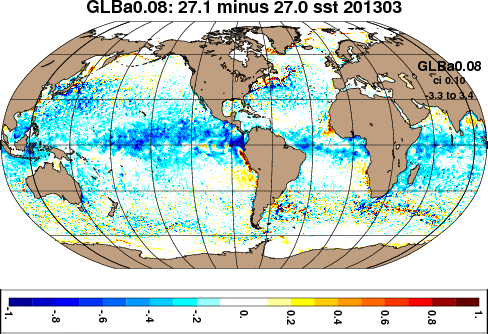 GLBa0.08: 27.1 minus 27.0 sst 201303
GLBa0.08
ci 0.10
-3.3 to 3.4
-1. -.8 -.6 -.4 -.2 0. 0.2 0.4 0.6 0.8 1.